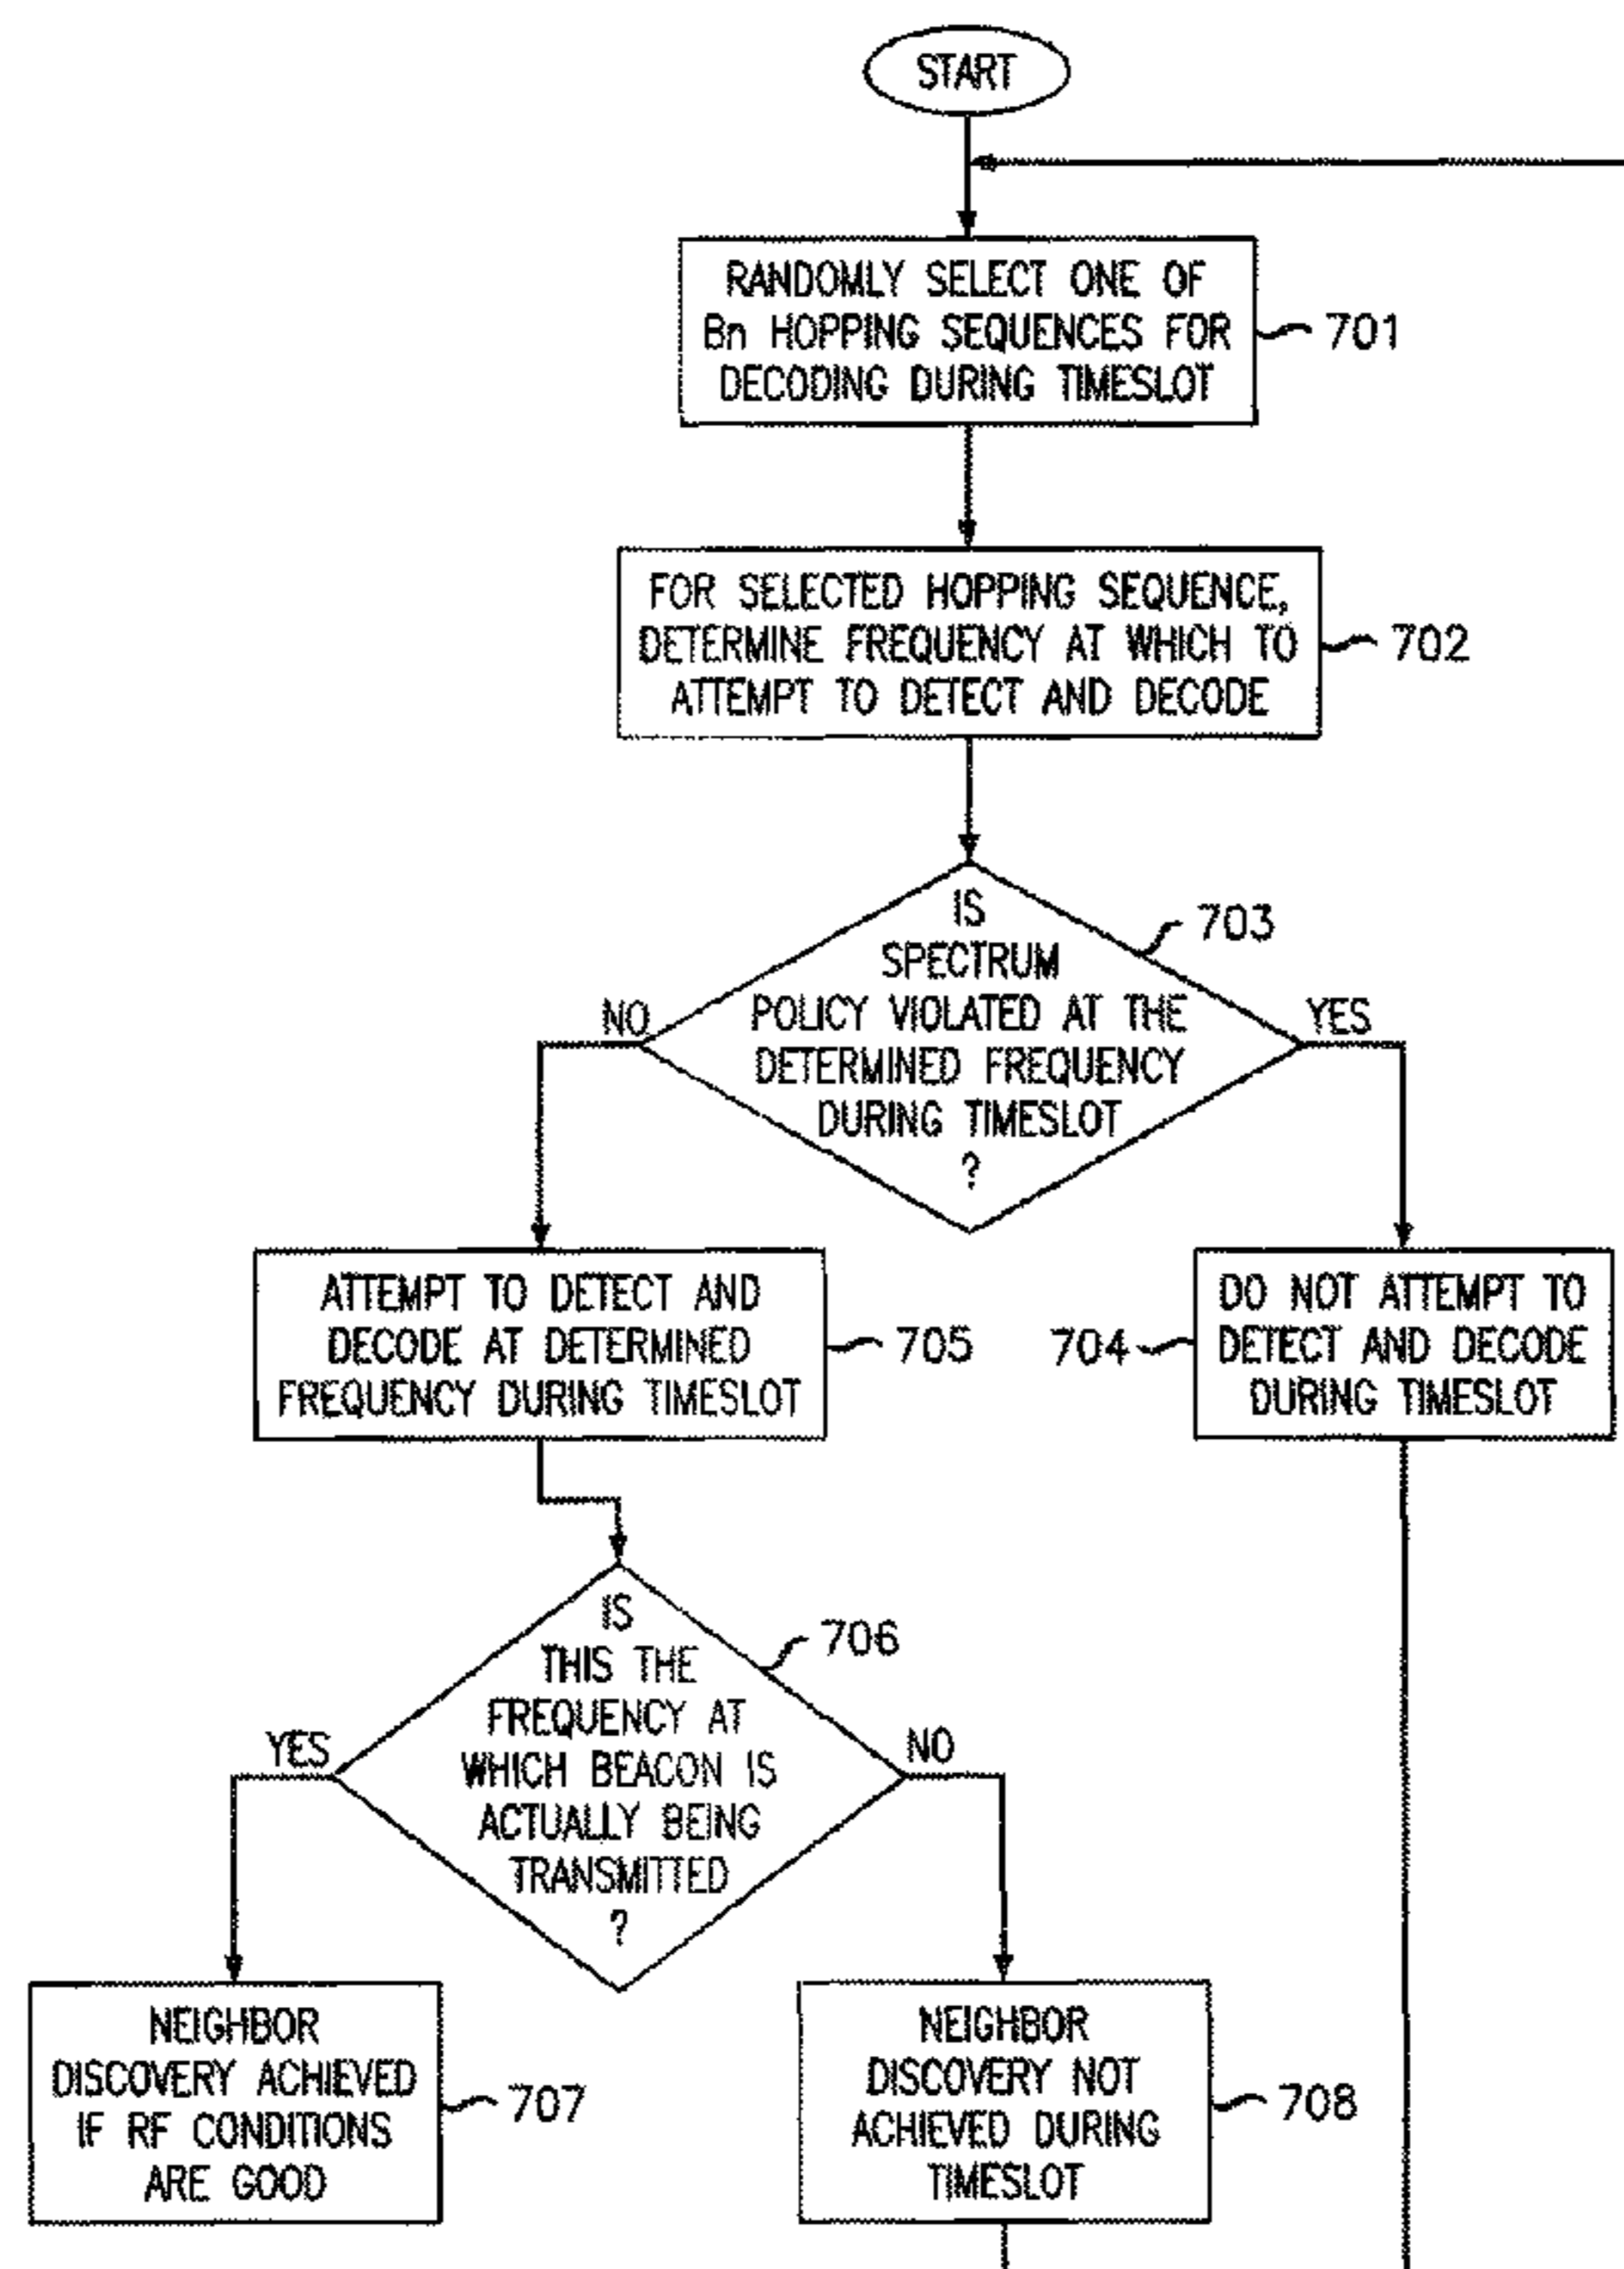 START
RANDOMLY SELECT ONE OF
Bn HOPPING SEQUENCES FOR
DECODING DURING TIMESLOT
701
FOR SELECTED HOPPING SEQUENCE,
DETERMINE FREQUENCY AT WHICH TO
ATTEMPT TO DETECT AND DECODE
702
IS
SPECTRUM
POLICY VIOLATED AT THE
DETERMINED FREQUENCY
DURING TIMESLOT
?
703
NO
YES
ATTEMPT TO DETECT AND
DECODE AT DETERMINED
FREQUENCY DURING TIMESLOT
705
704
DO NOT ATTEMPT TO
DETECT AND DECODE
DURING TIMESLOT
IS
THIS THE
FREQUENCY AT
WHICH BEACON IS
ACTUALLY BEING
TRANSMITTED
?
706
YES
NO
NEIGHBOR
DISCOVERY ACHIEVED
IF RF CONDITIONS
ARE GOOD
707
NEIGHBOR
DISCOVERY NOT
ACHIEVED DURING
TIMESLOT
708